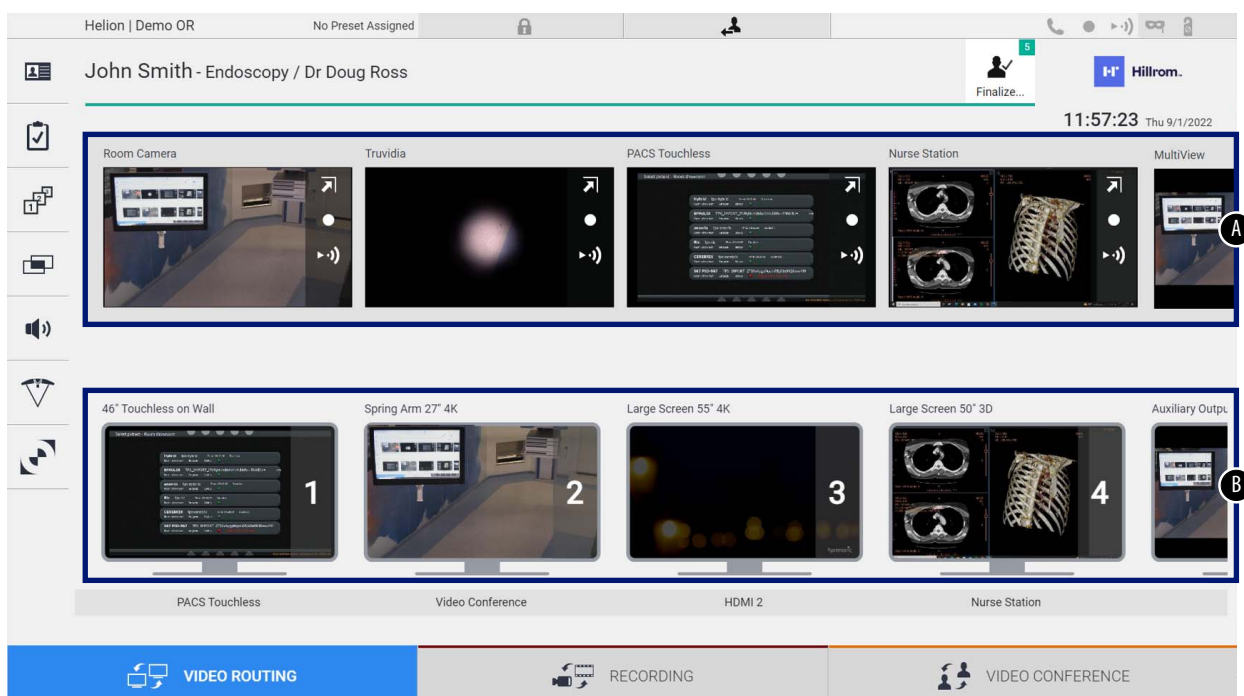 Helion | Demo OR
No Preset Assigned
5
John Smith - Endoscopy / Dr Doug Ross
Finalize...
Hillrom™
11:57:23 Thu 9/1/2022
Room Camera
Truvidia
PACS Touchless
Nurse Station
MultiView
A
46" Touchless on Wall
Spring Arm 27" 4K
Large Screen 55" 4K
Large Screen 50" 3D
Auxiliary Outpu
1
2
3
4
B
PACS Touchless
Video Conference
HDMI 2
Nurse Station
VIDEO ROUTING
RECORDING
VIDEO CONFERENCE